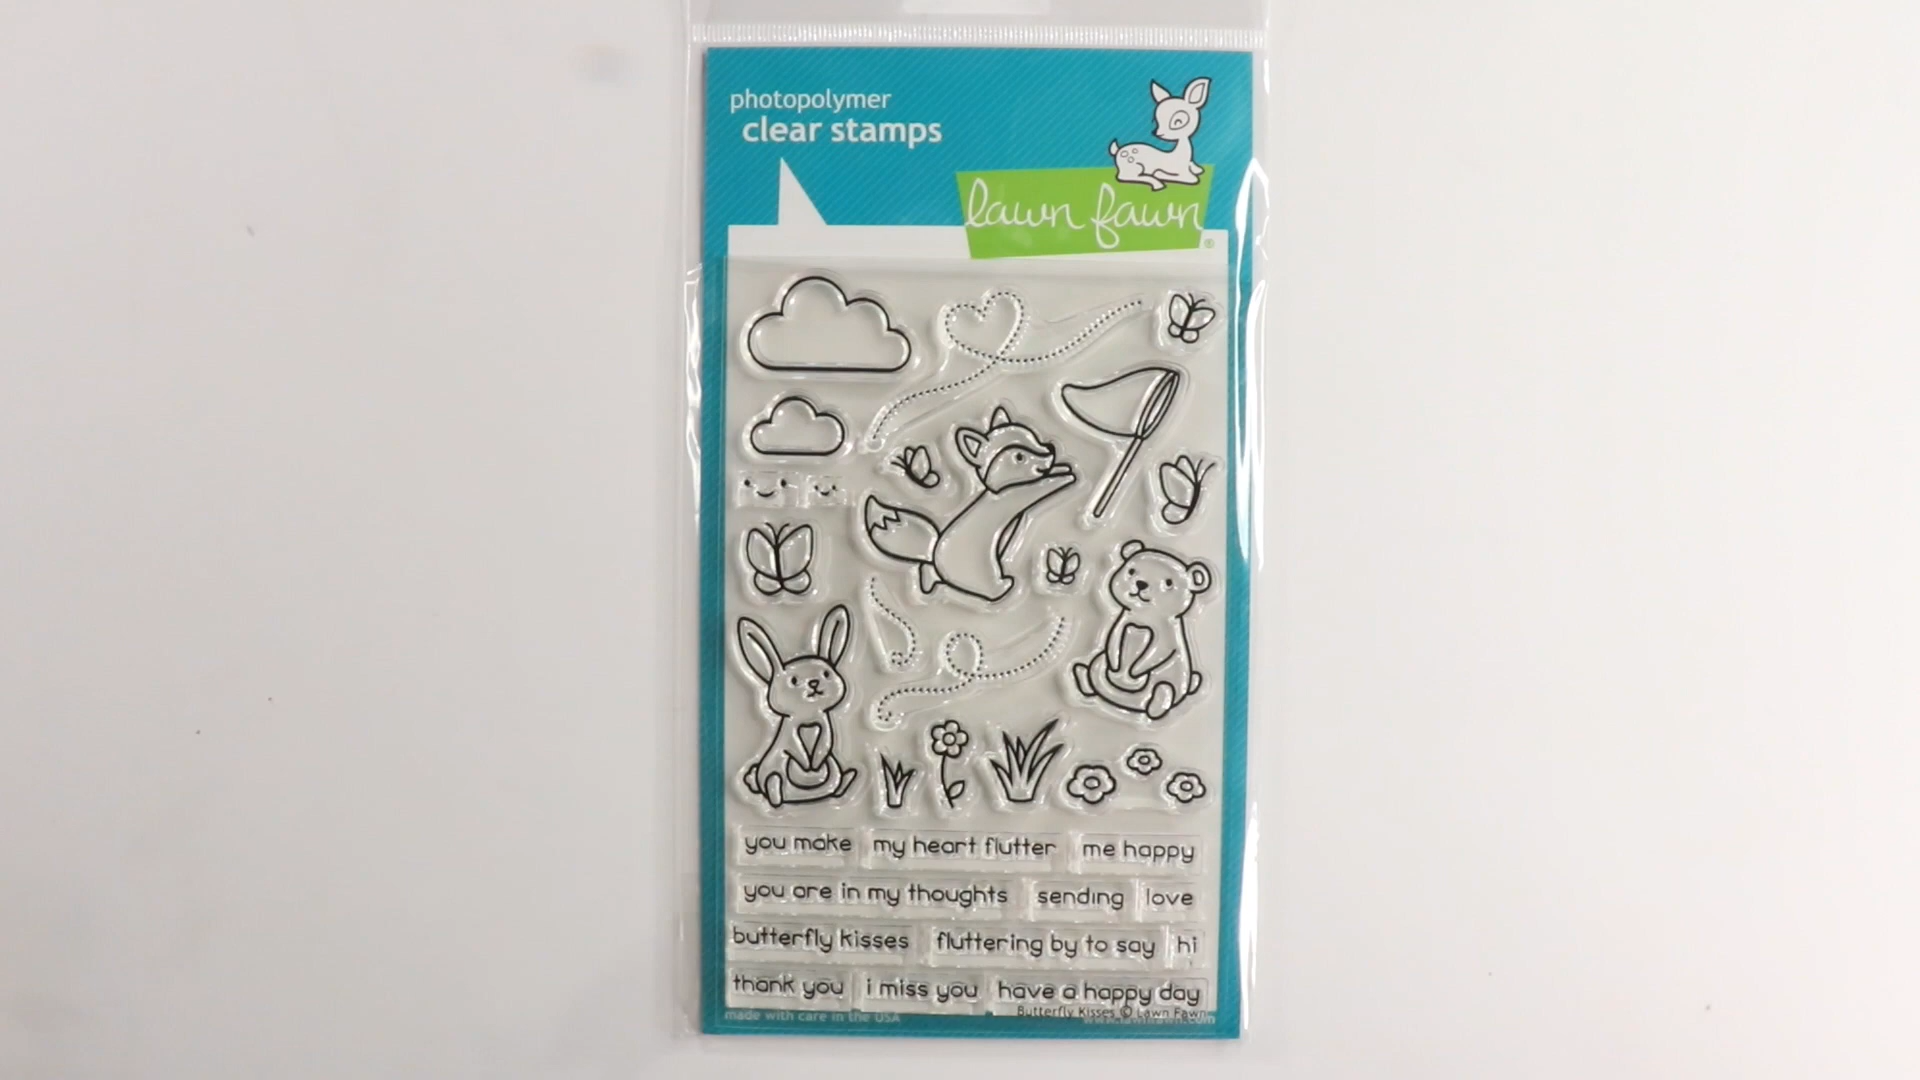 photopolymer
clear stamps
lawn fawn
®
you make my heart flutter me happy
you are in my thoughts sending love
butterfly kisses fluttering by to say hi
thank you i miss you have a happy day
made with care in the USA
Butterfly Kisses © Lawn Fawn